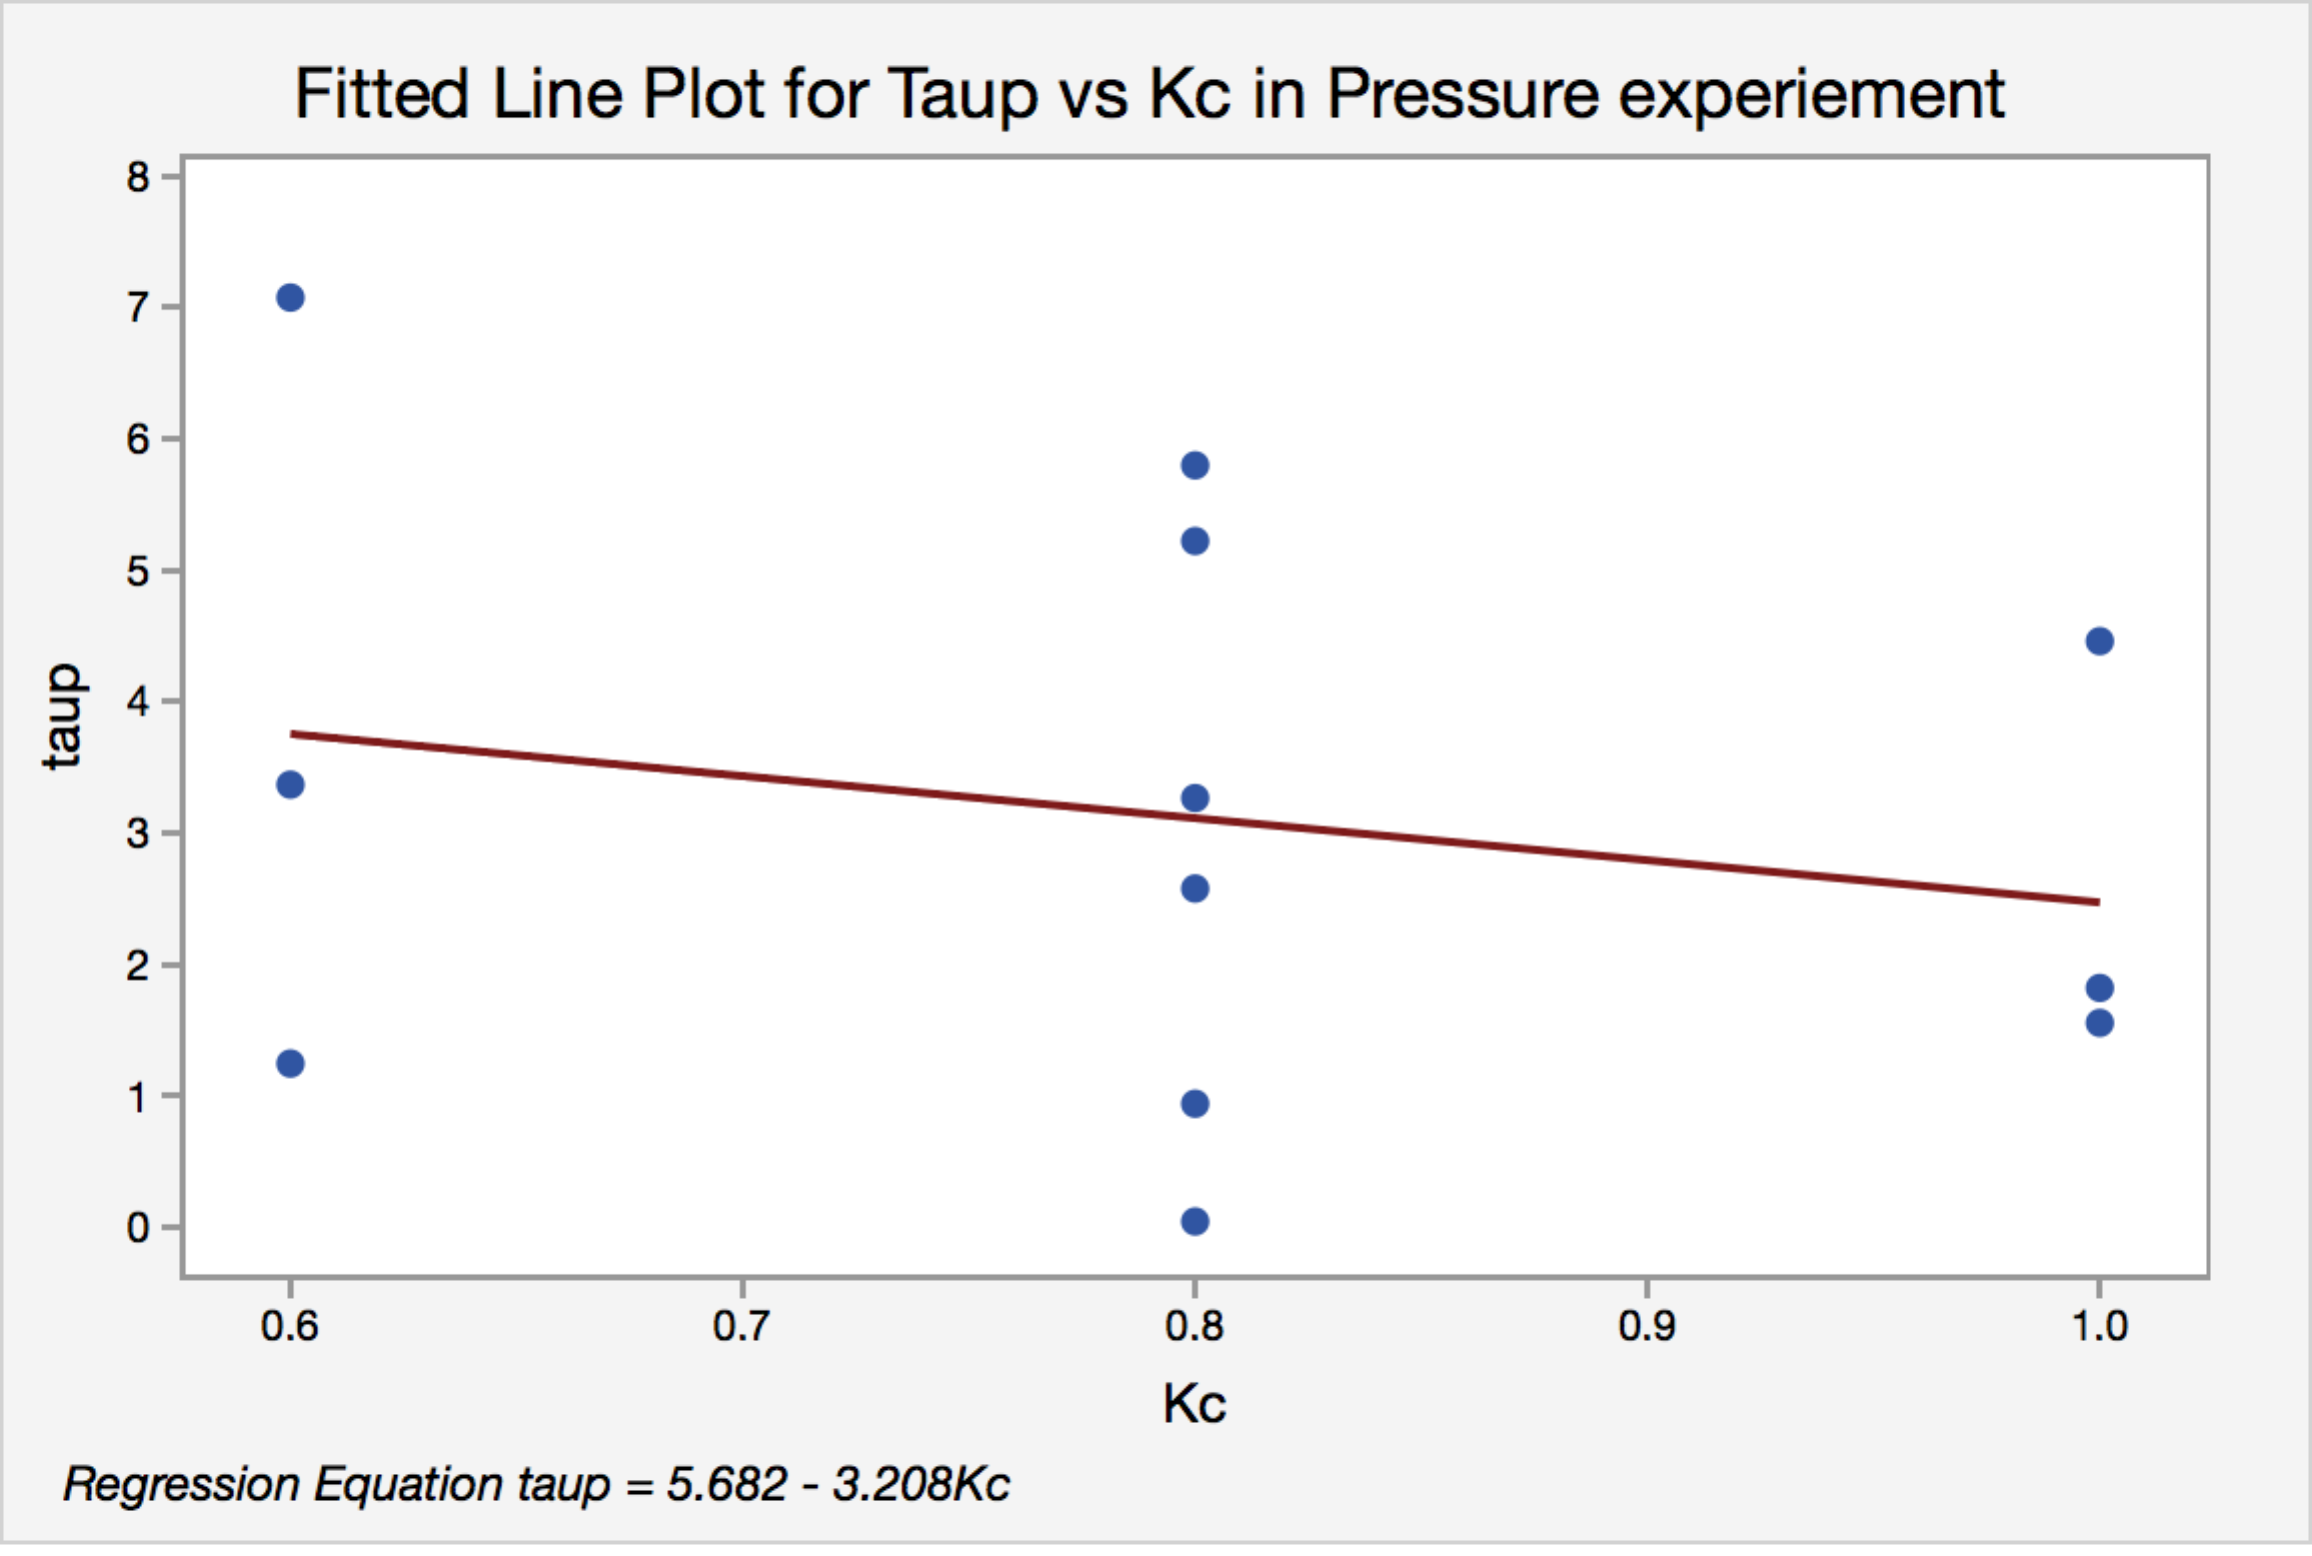 Fitted Line Plot for Taup vs Kc in Pressure experiement
8
7
6
5
4
3
2
1
0
taup
0.6 0.7 0.8 0.9 1.0
Kc
Regression Equation taup = 5.682 - 3.208Kc